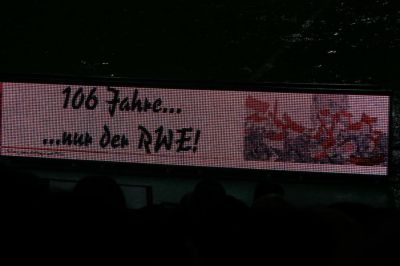 106 Jahre...
...nur der RWE!